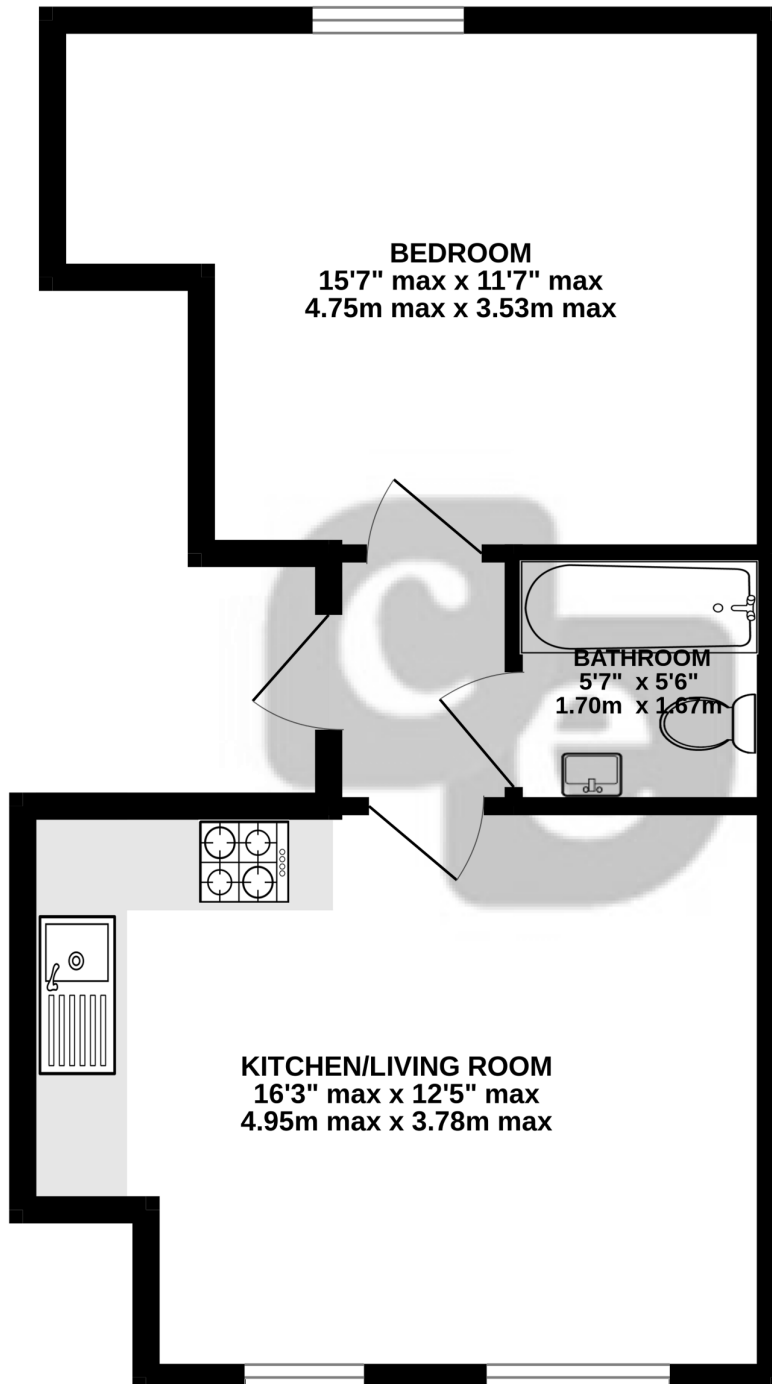 BEDROOM
15'7" max x 11'7" max
4.75m max x 3.53m max
ce
BATHROOM
5'7" x 5'6"
1.70m x 1.67m
KITCHEN/LIVING ROOM
16'3" max x 12'5" max
4.95m max x 3.78m max